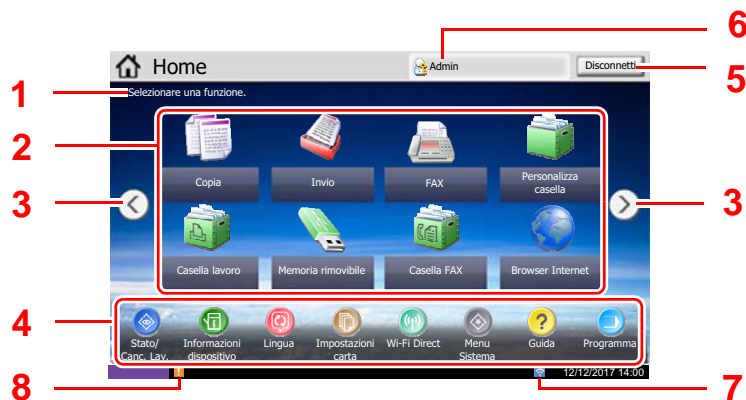 6
Home
Admin
Disconnetti
5
1
Selezionare una funzione.
2
Copia
Invio
FAX
Personalizza
casella
3
3
Casella lavoro
Memoria rimovibile
Casella FAX
Browser Internet
4
Stato/
Canc. Lav.
Informazioni
dispositivo
Lingua
Impostazioni
carta
Wi-Fi Direct
Menu
Sistema
?
Guida
Programma
8
!
7
12/12/2017 14:00